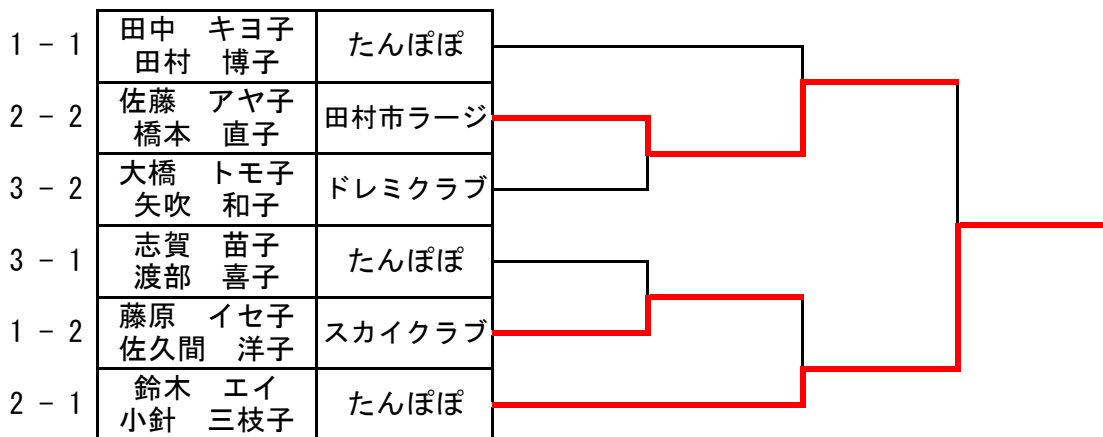 1 － 1
田中　キヨ子
田村　博子
たんぽぽ
2 － 2
佐藤　アヤ子
橋本　直子
田村市ラージ
3 － 2
大橋　トモ子
矢吹　和子
ドレミクラブ
3 － 1
志賀　苗子
渡部　喜子
たんぽぽ
1 － 2
藤原　イセ子
佐久間　洋子
スカイクラブ
2 － 1
鈴木　エイ
小針　三枝子
たんぽぽ